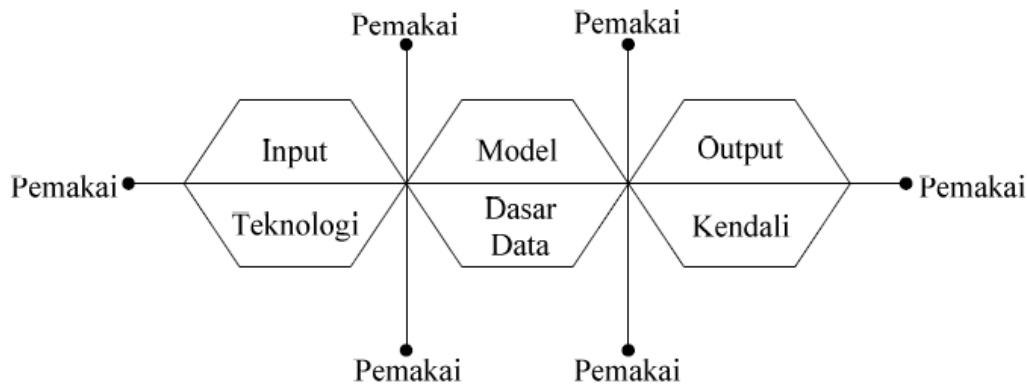 Pemakai
Pemakai
Input
Model
Output
Pemakai
Pemakai
Teknologi
Dasar
Data
Kendali
Pemakai
Pemakai